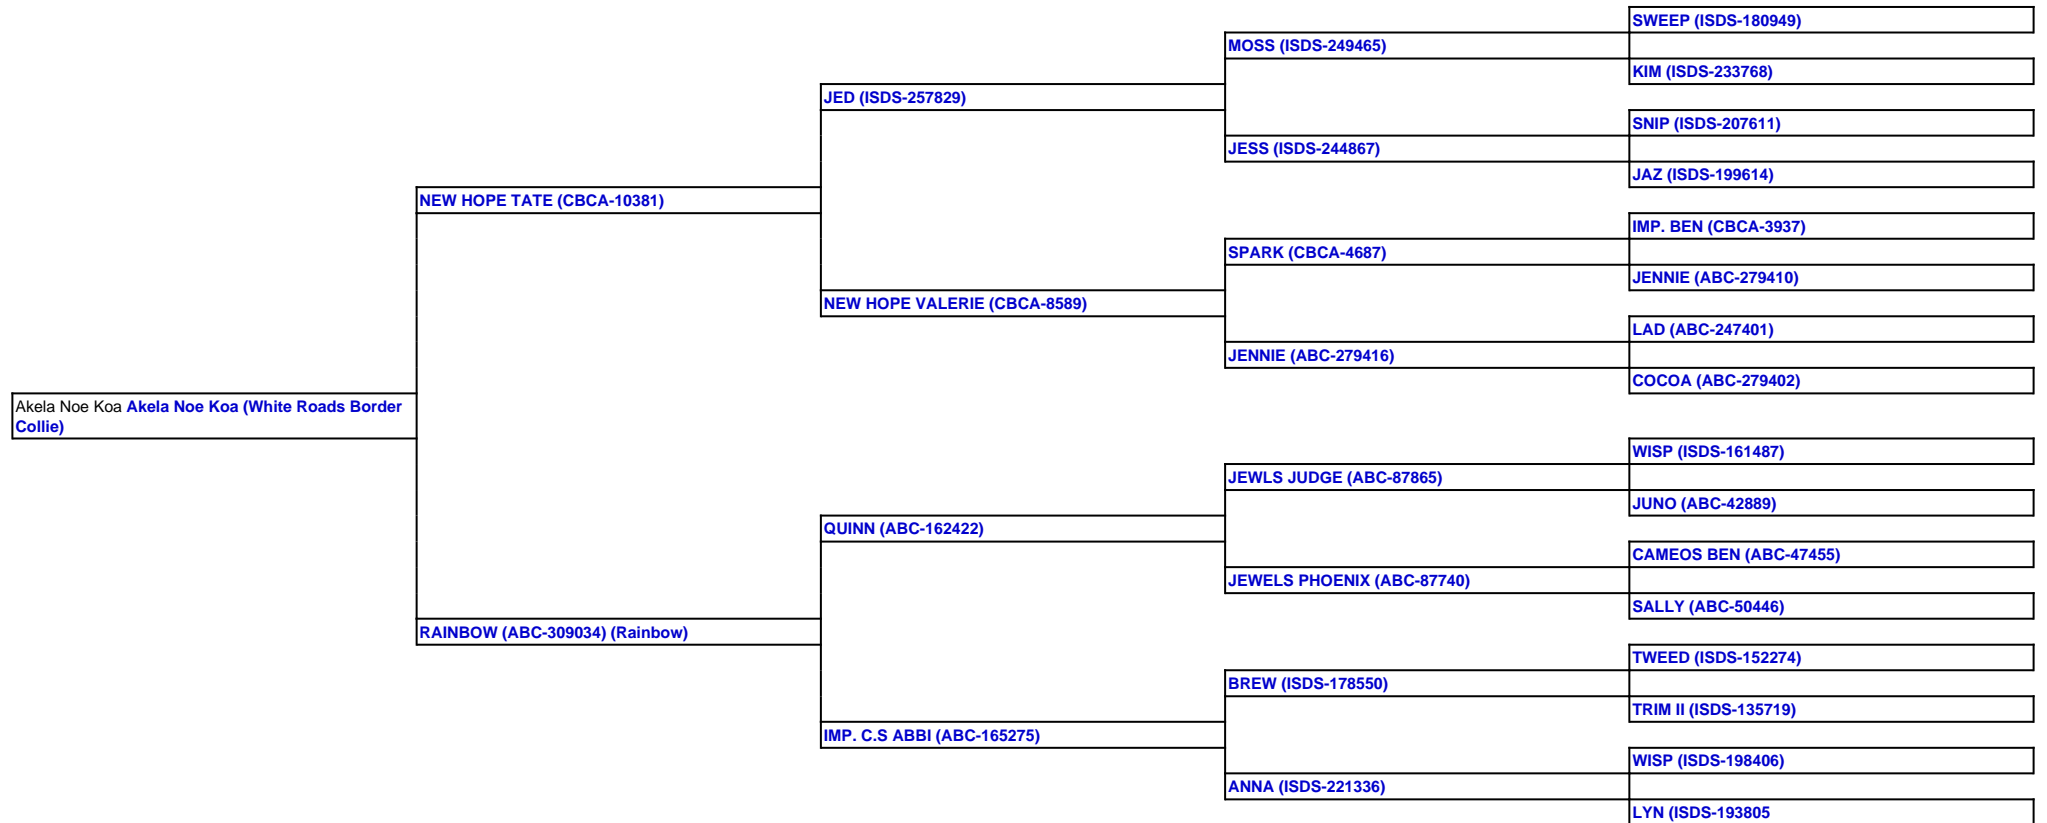 SWEEP (ISDS-180949)
MOSS (ISDS-249465)
KIM (ISDS-233768)
JED (ISDS-257829)
SNIP (ISDS-207611)
JESS (ISDS-244867)
JAZ (ISDS-199614)
NEW HOPE TATE (CBCA-10381)
IMP. BEN (CBCA-3937)
SPARK (CBCA-4687)
JENNIE (ABC-279410)
NEW HOPE VALERIE (CBCA-8589)
LAD (ABC-247401)
JENNIE (ABC-279416)
COCOA (ABC-279402)
Akela Noe Koa Akela Noe Koa (White Roads Border
Collie)
WISP (ISDS-161487)
JEWLS JUDGE (ABC-87865)
JUNO (ABC-42889)
QUINN (ABC-162422)
CAMEOS BEN (ABC-47455)
JEWELS PHOENIX (ABC-87740)
SALLY (ABC-50446)
RAINBOW (ABC-309034) (Rainbow)
TWEED (ISDS-152274)
BREW (ISDS-178550)
TRIM II (ISDS-135719)
IMP. C.S ABBI (ABC-165275)
WISP (ISDS-198406)
ANNA (ISDS-221336)
LYN (ISDS-193805